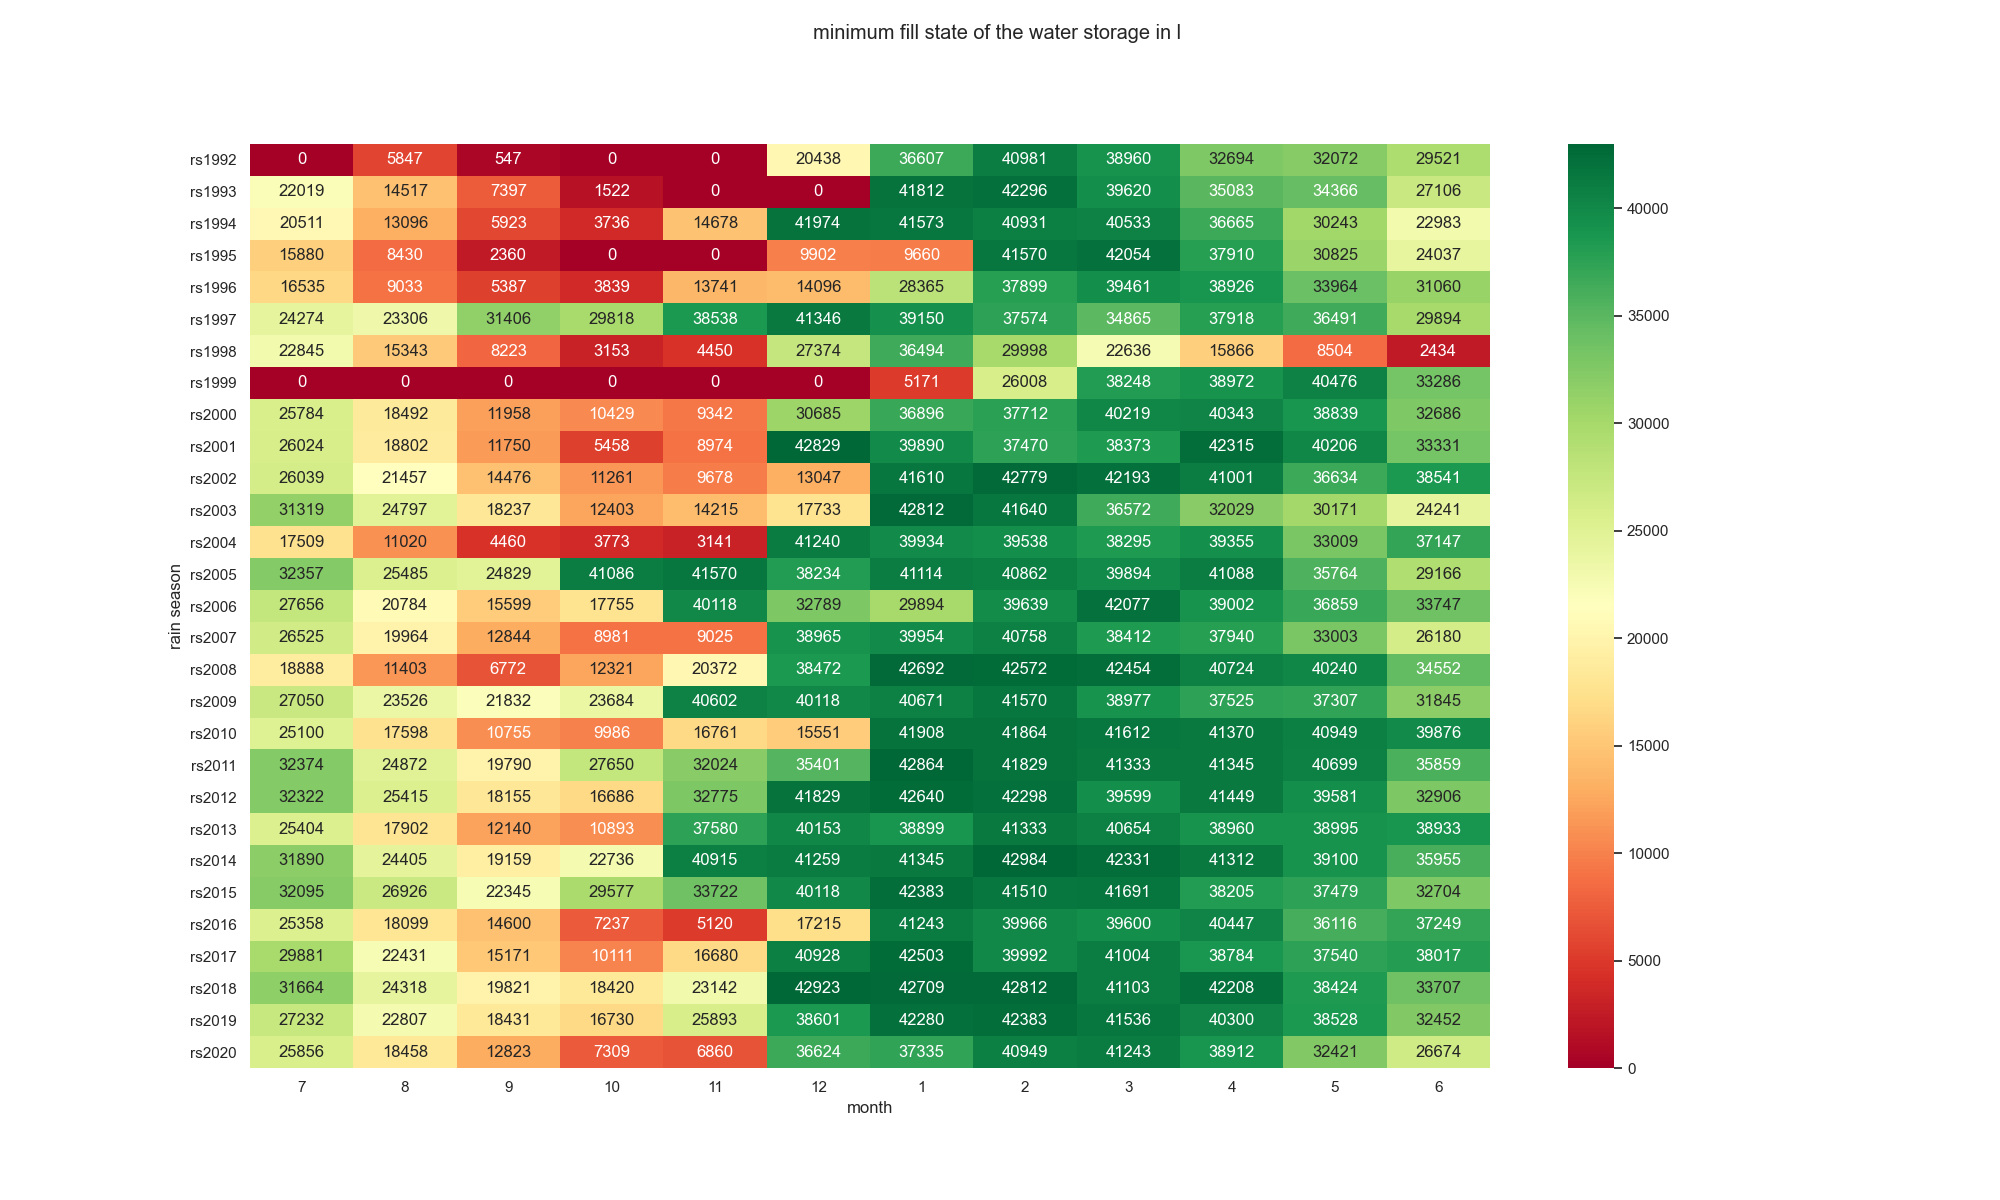 minimum fill state of the water storage in l
rs1992 0 5847 547 0 0 20438 36607 40981 38960 32694 32072 29521
rs1993 22019 14517 7397 1522 0 0 41812 42296 39620 35083 34366 27106
rs1994 20511 13096 5923 3736 14678 41974 41573 40931 40533 36665 30243 22983
rs1995 15880 8430 2360 0 0 9902 9660 41570 42054 37910 30825 24037
rs1996 16535 9033 5387 3839 13741 14096 28365 37899 39461 38926 33964 31060
rs1997 24274 23306 31406 29818 38538 41346 39150 37574 34865 37918 36491 29894
rs1998 22845 15343 8223 3153 4450 27374 36494 29998 22636 15866 8504 2434
rs1999 0 0 0 0 0 0 5171 26008 38248 38972 40476 33286
rs2000 25784 18492 11958 10429 9342 30685 36896 37712 40219 40343 38839 32686
rs2001 26024 18802 11750 5458 8974 42829 39890 37470 38373 42315 40206 33331
rs2002 26039 21457 14476 11261 9678 13047 41610 42779 42193 41001 36634 38541
rs2003 31319 24797 18237 12403 14215 17733 42812 41640 36572 32029 30171 24241
rs2004 17509 11020 4460 3773 3141 41240 39934 39538 38295 39355 33009 37147
rs2005 32357 25485 24829 41086 41570 38234 41114 40862 39894 41088 35764 29166
rs2006 27656 20784 15599 17755 40118 32789 29894 39639 42077 39002 36859 33747
rs2007 26525 19964 12844 8981 9025 38965 39954 40758 38412 37940 33003 26180
rs2008 18888 11403 6772 12321 20372 38472 42692 42572 42454 40724 40240 34552
rs2009 27050 23526 21832 23684 40602 40118 40671 41570 38977 37525 37307 31845
rs2010 25100 17598 10755 9986 16761 15551 41908 41864 41612 41370 40949 39876
rs2011 32374 24872 19790 27650 32024 35401 42864 41829 41333 41345 40699 35859
rs2012 32322 25415 18155 16686 32775 41829 42640 42298 39599 41449 39581 32906
rs2013 25404 17902 12140 10893 37580 40153 38899 41333 40654 38960 38995 38933
rs2014 31890 24405 19159 22736 40915 41259 41345 42984 42331 41312 39100 35955
rs2015 32095 26926 22345 29577 33722 40118 42383 41510 41691 38205 37479 32704
rs2016 25358 18099 14600 7237 5120 17215 41243 39966 39600 40447 36116 37249
rs2017 29881 22431 15171 10111 16680 40928 42503 39992 41004 38784 37540 38017
rs2018 31664 24318 19821 18420 23142 42923 42709 42812 41103 42208 38424 33707
rs2019 27232 22807 18431 16730 25893 38601 42280 42383 41536 40300 38528 32452
rs2020 25856 18458 12823 7309 6860 36624 37335 40949 41243 38912 32421 26674
7 8 9 10 11 12 1 2 3 4 5 6
month
rain season
40000
35000
30000
25000
20000
15000
10000
5000
0